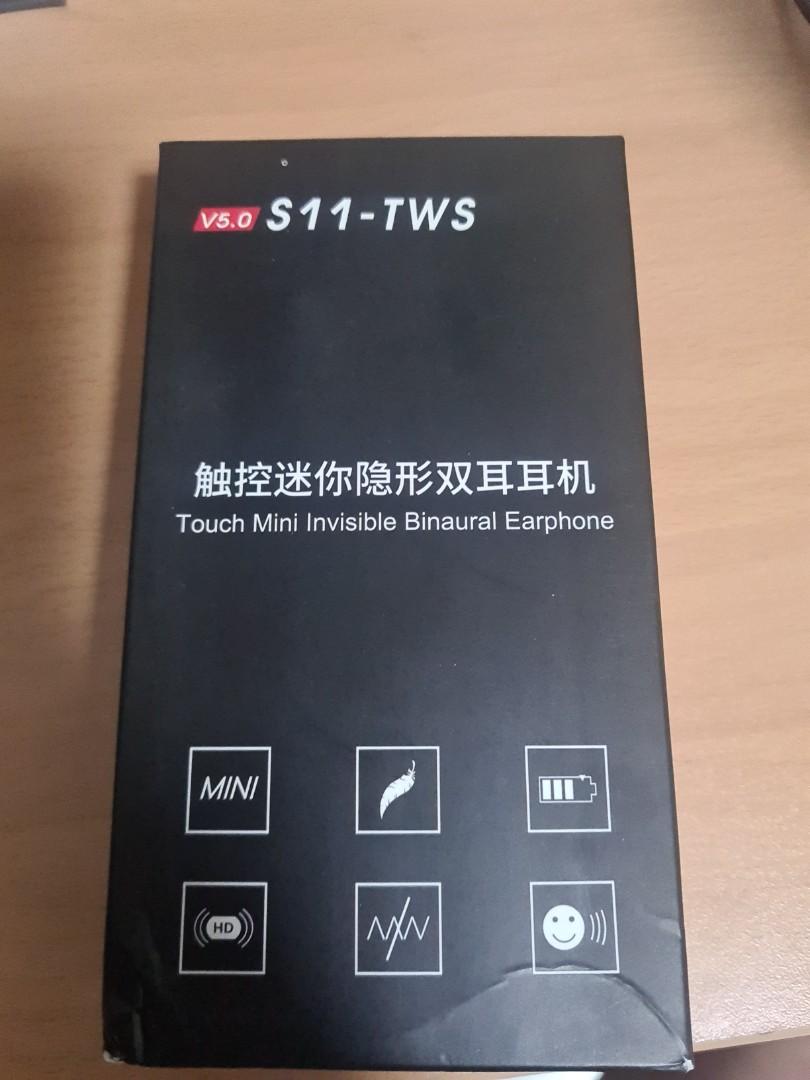 V5.0 S11-TWS
触控迷你隐形双耳耳机
Touch Mini Invisible Binaural Earphone
MINI
HD